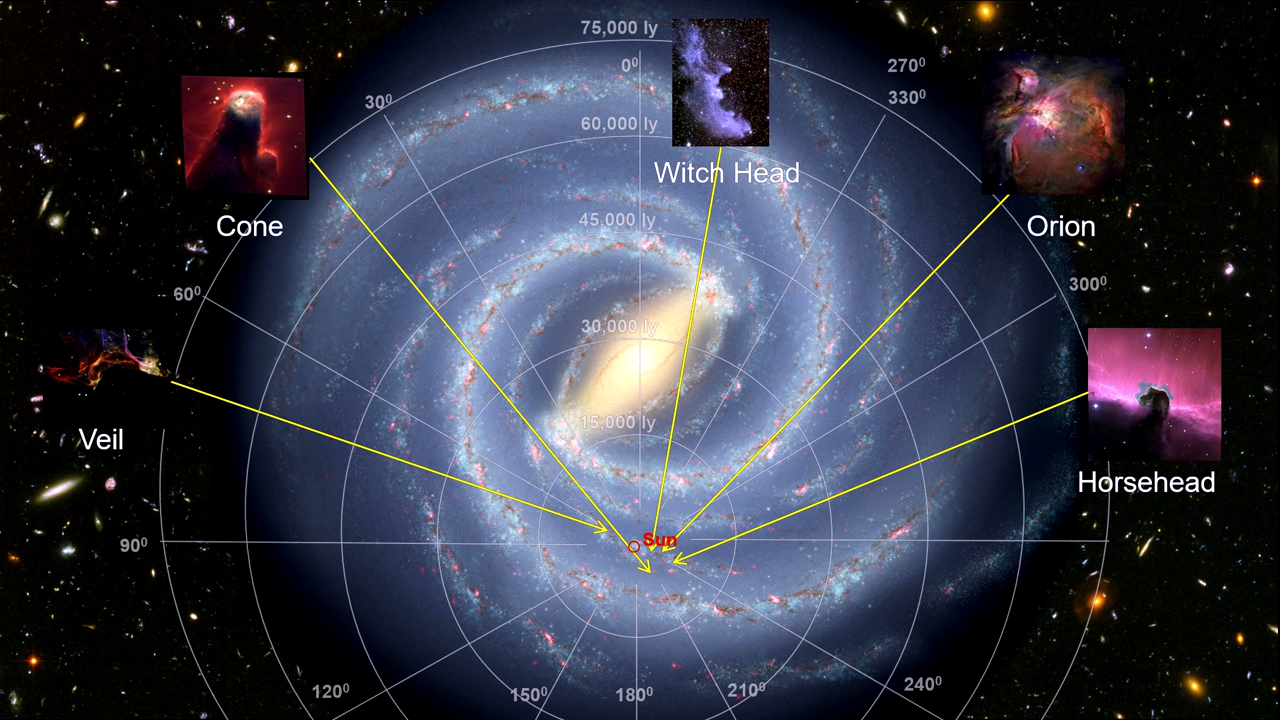 75,000 ly
0⁰
270⁰
330⁰
30⁰
60,000 ly
Witch Head
Cone
Orion
45,000 ly
60⁰
300⁰
30,000 ly
15,000 ly
Veil
Horsehead
Sun
90⁰
120⁰
150⁰
180⁰
210⁰
240⁰